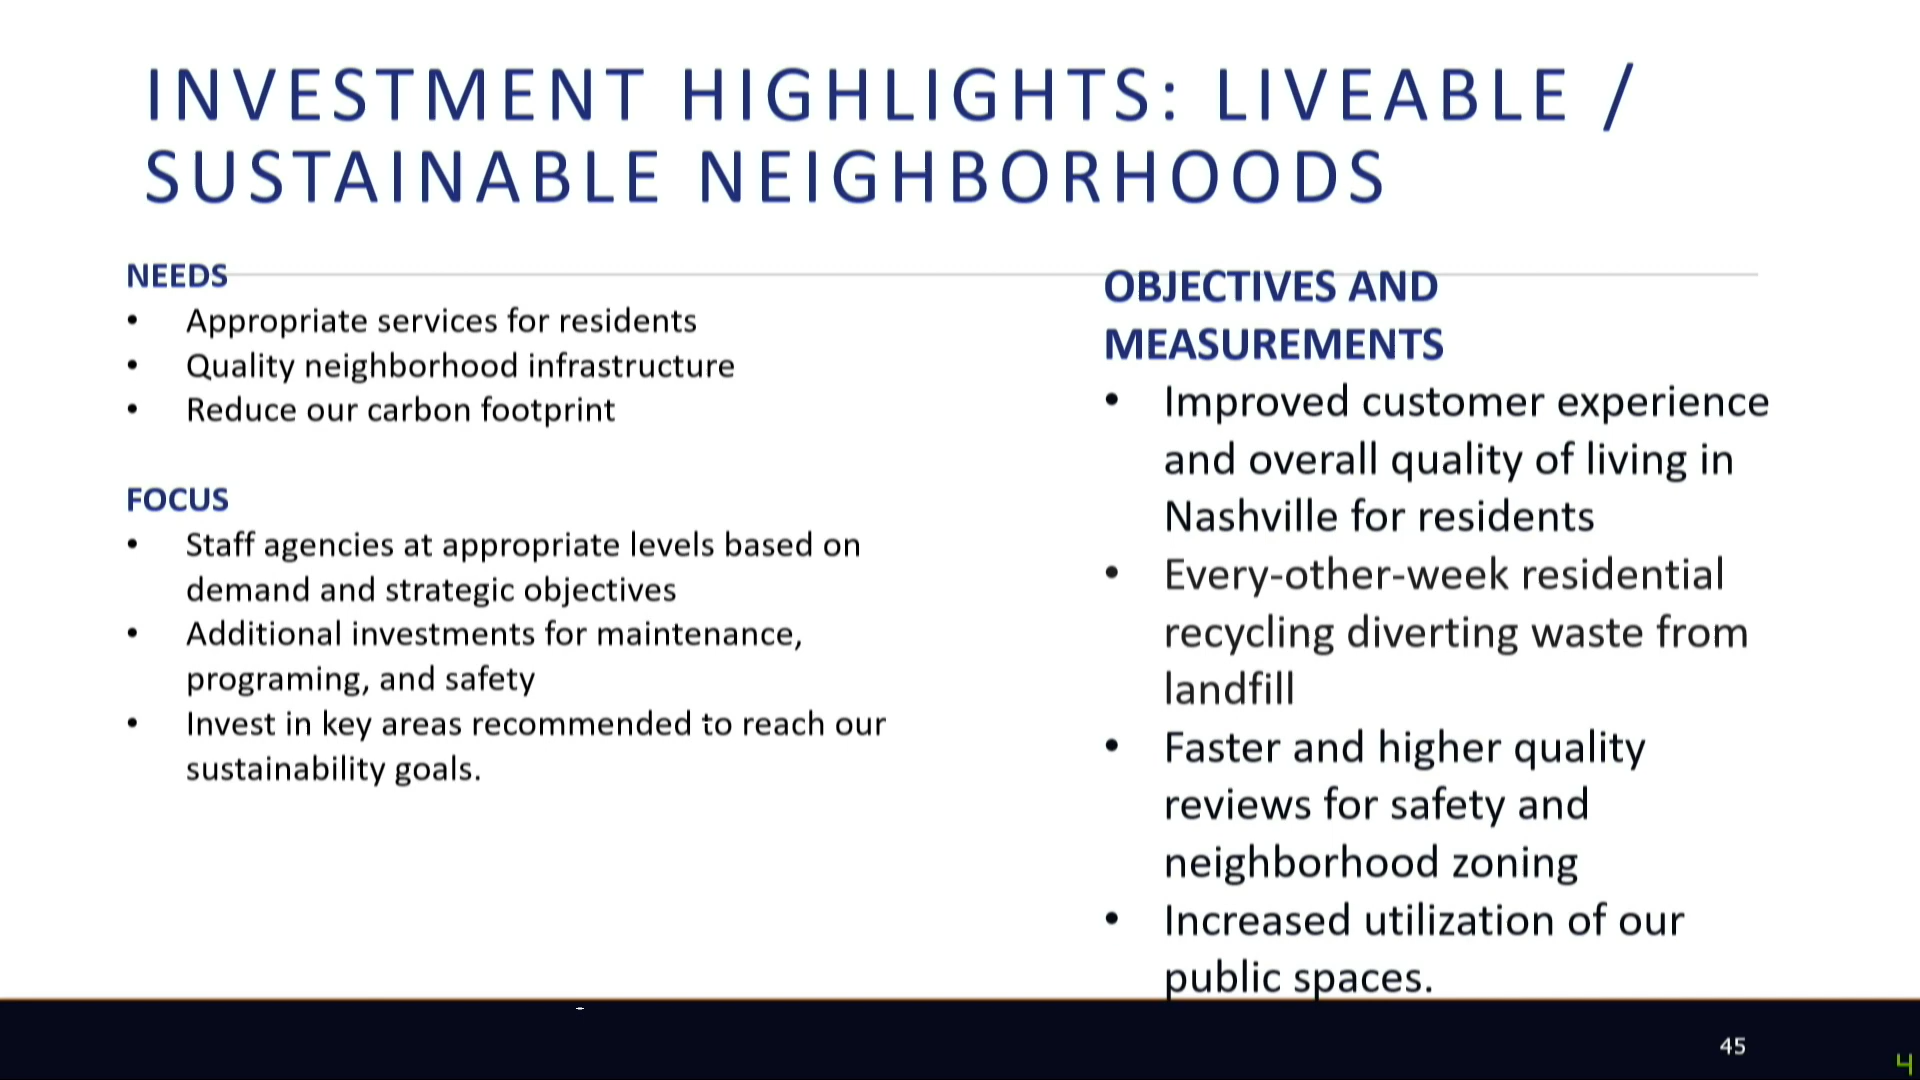 INVESTMENT HIGHLIGHTS: LIVEABLE /
SUSTAINABLE NEIGHBORHOODS
NEEDS
• Appropriate services for residents
• Quality neighborhood infrastructure
• Reduce our carbon footprint
FOCUS
• Staff agencies at appropriate levels based on
demand and strategic objectives
• Additional investments for maintenance,
programing, and safety
• Invest in key areas recommended to reach our
sustainability goals.
OBJECTIVES AND
MEASUREMENTS
• Improved customer experience
and overall quality of living in
Nashville for residents
• Every-other-week residential
recycling diverting waste from
landfill
• Faster and higher quality
reviews for safety and
neighborhood zoning
• Increased utilization of our
public spaces.
45
4